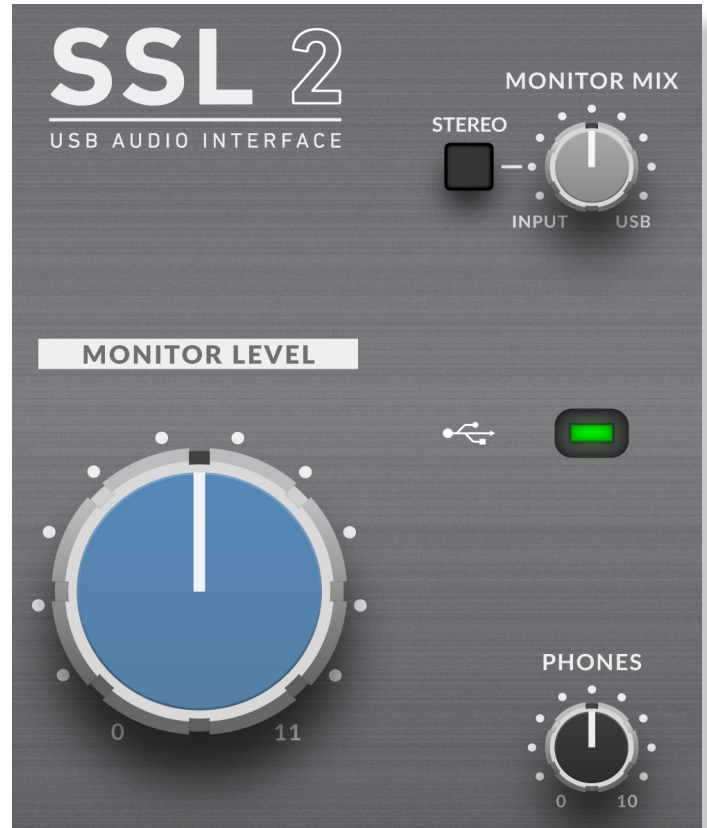 SSL 2
USB AUDIO INTERFACE
MONITOR MIX
STEREO
INPUT USB
MONITOR LEVEL
0 11
PHONES
0 10